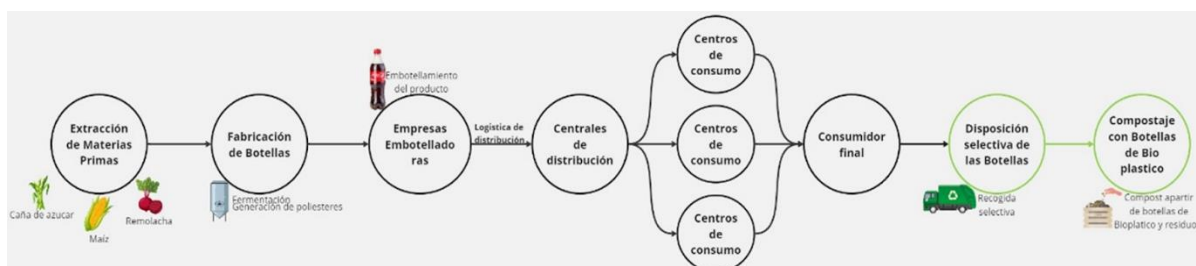 Extracción
de Materias
Primas
Caña de azucar
Maíz
Remolacha
Fabricación
de Botellas
Fermentación
Generación de poliesteres
Embotellamiento
del producto
Empresas
Embotellado
ras
Logística de
distribución
Centrales
de
distribución
Centros
de
consumo
Centros
de
consumo
Centros
de
consumo
Consumidor
final
Disposición
selectiva de
las Botellas
Recogida
selectiva
Compostaje
con Botellas
de Bio
plastico
Compost apartir
de botellas de
Bioplatico y residuo